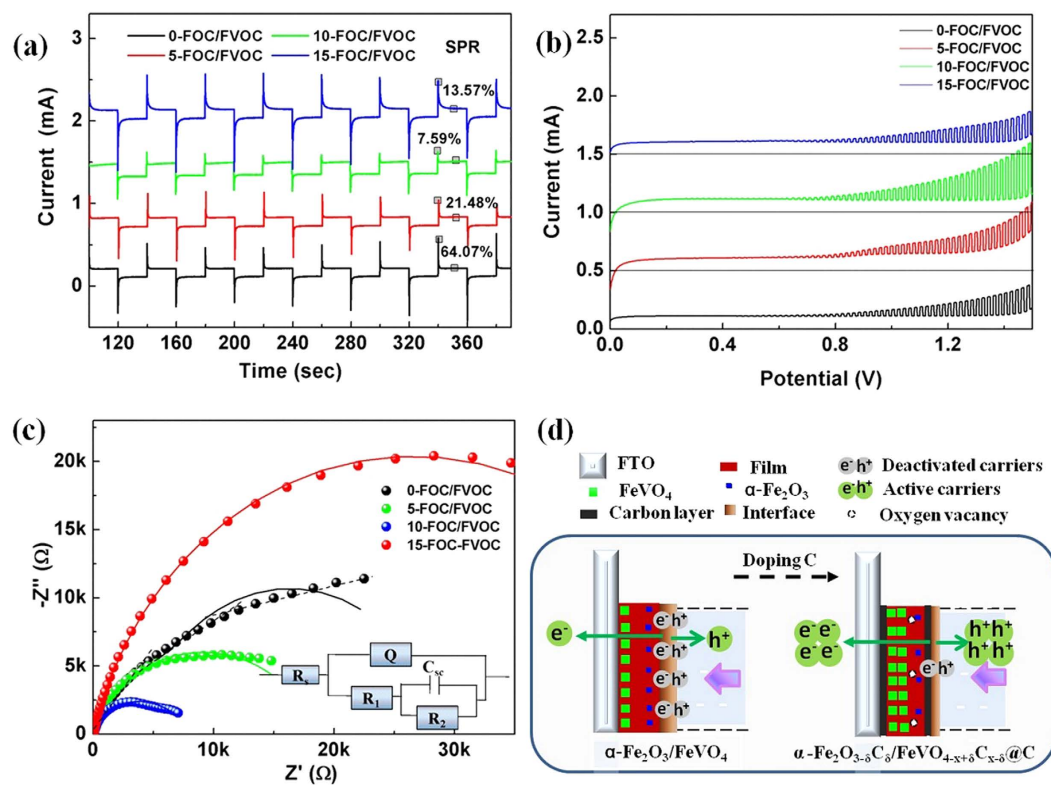 (a)
3
2
1
0
Current (mA)
0-FOC/FVOC
10-FOC/FVOC
5-FOC/FVOC
15-FOC/FVOC
SPR
13.57%
7.59%
21.48%
64.07%
120 160 200 240 280 320 360
Time (sec)
(b)
2.5
2.0
1.5
1.0
0.5
0.0
Current (mA)
0-FOC/FVOC
5-FOC/FVOC
10-FOC/FVOC
15-FOC/FVOC
0.0 0.4 0.8 1.2
Potential (V)
(c)
20k
15k
10k
5k
0
-Z'' (Ω)
0-FOC/FVOC
5-FOC/FVOC
10-FOC/FVOC
15-FOC-FVOC
Rs
Q
Csc
R1
R2
0 10k 20k 30k
Z' (Ω)
(d)
FTO
FeVO₄
Carbon layer
Film
α-Fe₂O₃
Interface
e⁻h⁺ Deactivated carriers
e⁻h⁺ Active carriers
Oxygen vacancy
Doping C
e⁻
e⁻h⁺
e⁻h⁺
e⁻h⁺
e⁻h⁺
h⁺
α-Fe₂O₃/FeVO₄
e⁻e⁻
e⁻e⁻
e⁻h⁺
h⁺h⁺
h⁺h⁺
α-Fe₂O₃₋δCδ/FeVO₄₋ₓ₊δCₓ₋δ@C